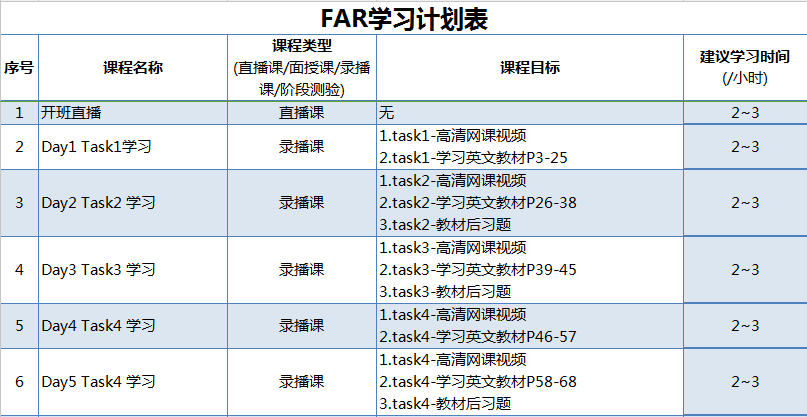 FAR学习计划表
序号 课程名称 课程类型 (直播课/面授课/录播课/阶段测验) 课程目标 建议学习时间 (/小时)
1 开班直播 直播课 无 2~3
2 Day1 Task1学习 录播课 1.task1-高清网课视频 2~3
2.task1-学习英文教材P3-25
3 Day2 Task2 学习 录播课 1.task2-高清网课视频 2~3
2.task2-学习英文教材P26-38
3.task2-教材后习题
4 Day3 Task3 学习 录播课 1.task3-高清网课视频 2~3
2.task3-学习英文教材P39-45
3.task3-教材后习题
5 Day4 Task4 学习 录播课 1.task4-高清网课视频 2~3
2.task4-学习英文教材P46-57
6 Day5 Task4 学习 录播课 1.task4-高清网课视频 2~3
2.task4-学习英文教材P58-68
3.task4-教材后习题